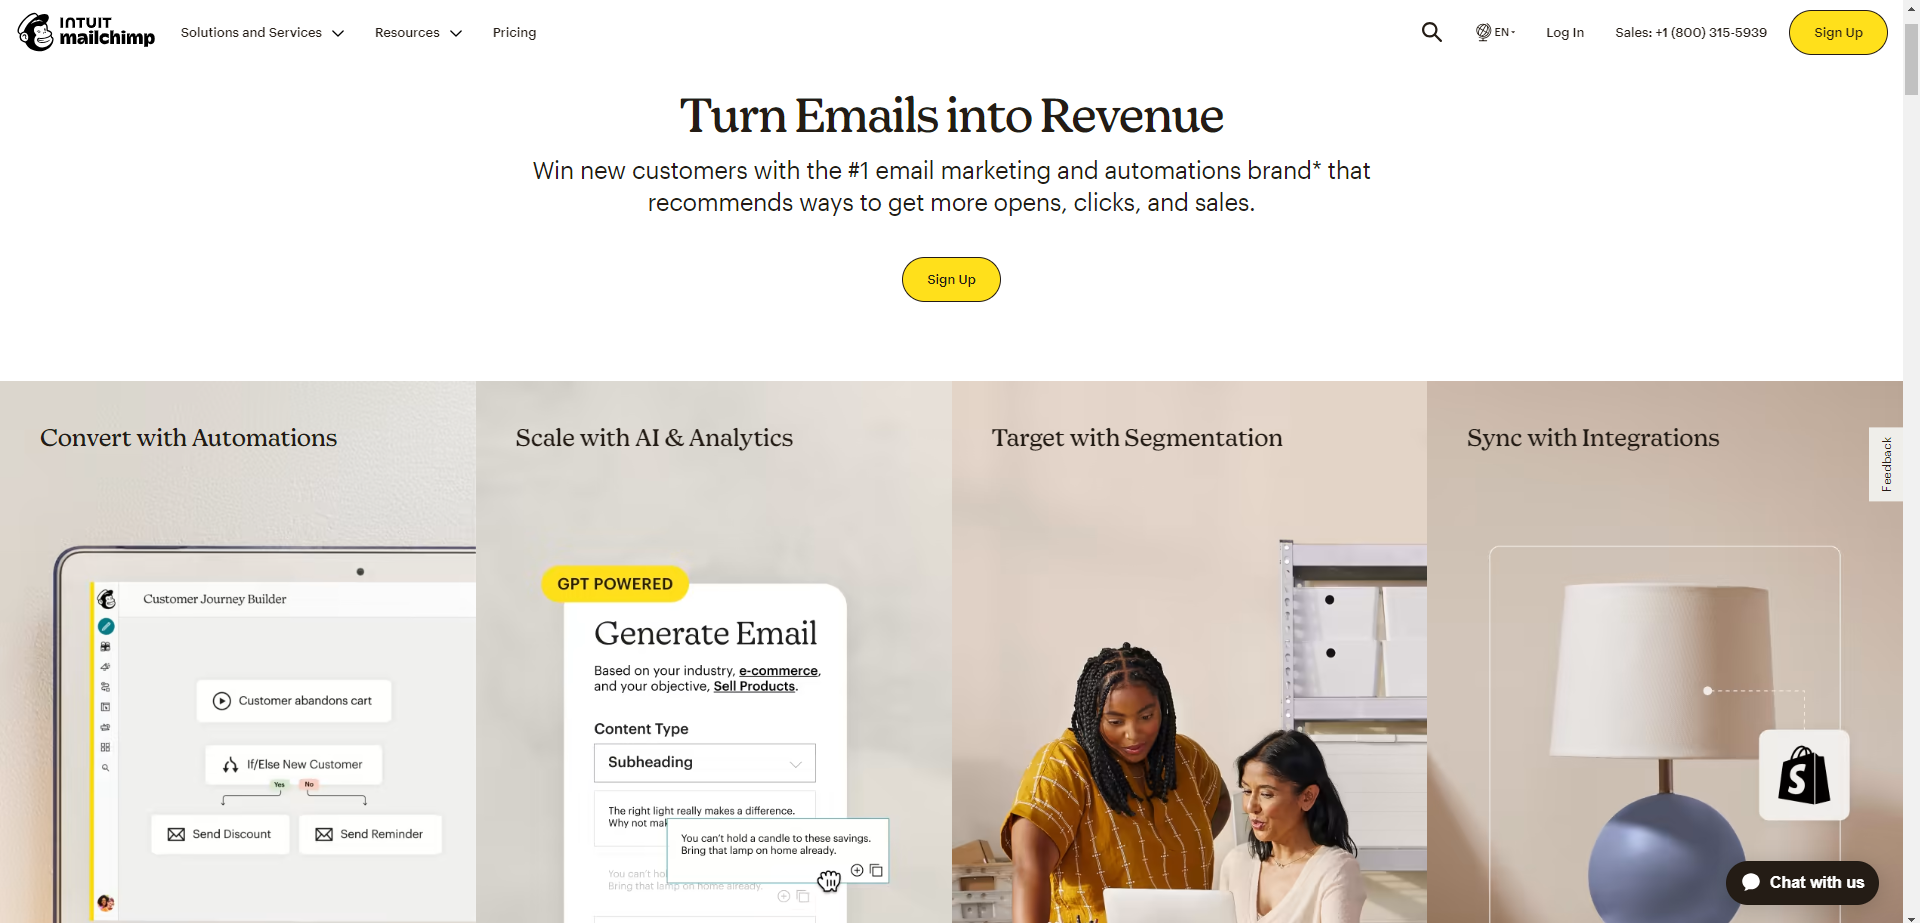 INTUIT
mailchimp
Solutions and Services
Resources
Pricing
EN
Log In
Sales: +1 (800) 315-5939
Sign Up
Turn Emails into Revenue
Win new customers with the #1 email marketing and automations brand* that
recommends ways to get more opens, clicks, and sales.
Sign Up
Convert with Automations
Customer Journey Builder
Customer abandons cart
If/Else New Customer
Yes
No
Send Discount
Send Reminder
Scale with AI & Analytics
GPT POWERED
Generate Email
Based on your industry, e-commerce,
and your objective, Sell Products.
Content Type
Subheading
The right light really makes a difference.
Why not
You can't hold a candle to these savings.
Bring that lamp on home already.
You can't
Bring that lamp on home already.
Target with Segmentation
Sync with Integrations
Feedback
Chat with us